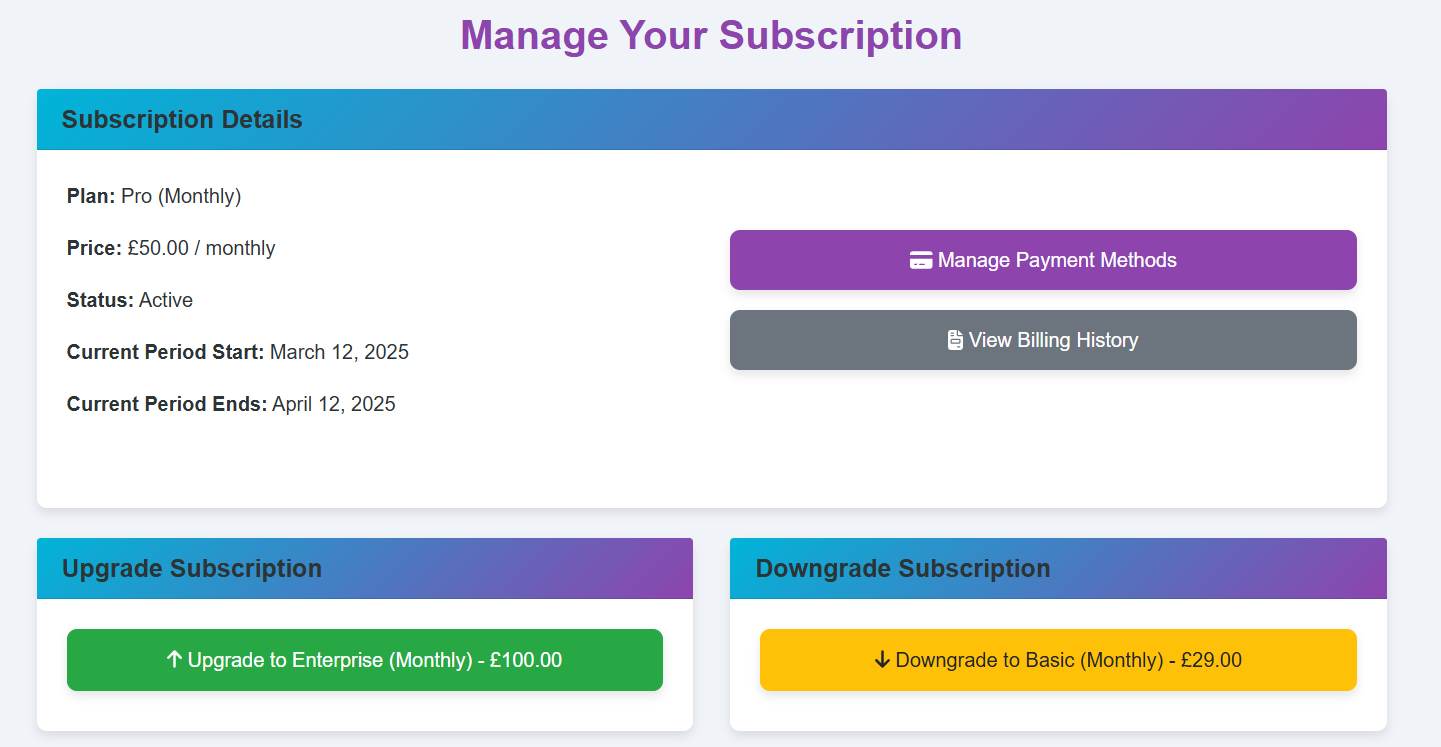 Manage Your Subscription
Subscription Details
Plan: Pro (Monthly)
Price: £50.00 / monthly
Status: Active
Current Period Start: March 12, 2025
Current Period Ends: April 12, 2025
Manage Payment Methods
View Billing History
Upgrade Subscription
Upgrade to Enterprise (Monthly) - £100.00
Downgrade Subscription
Downgrade to Basic (Monthly) - £29.00